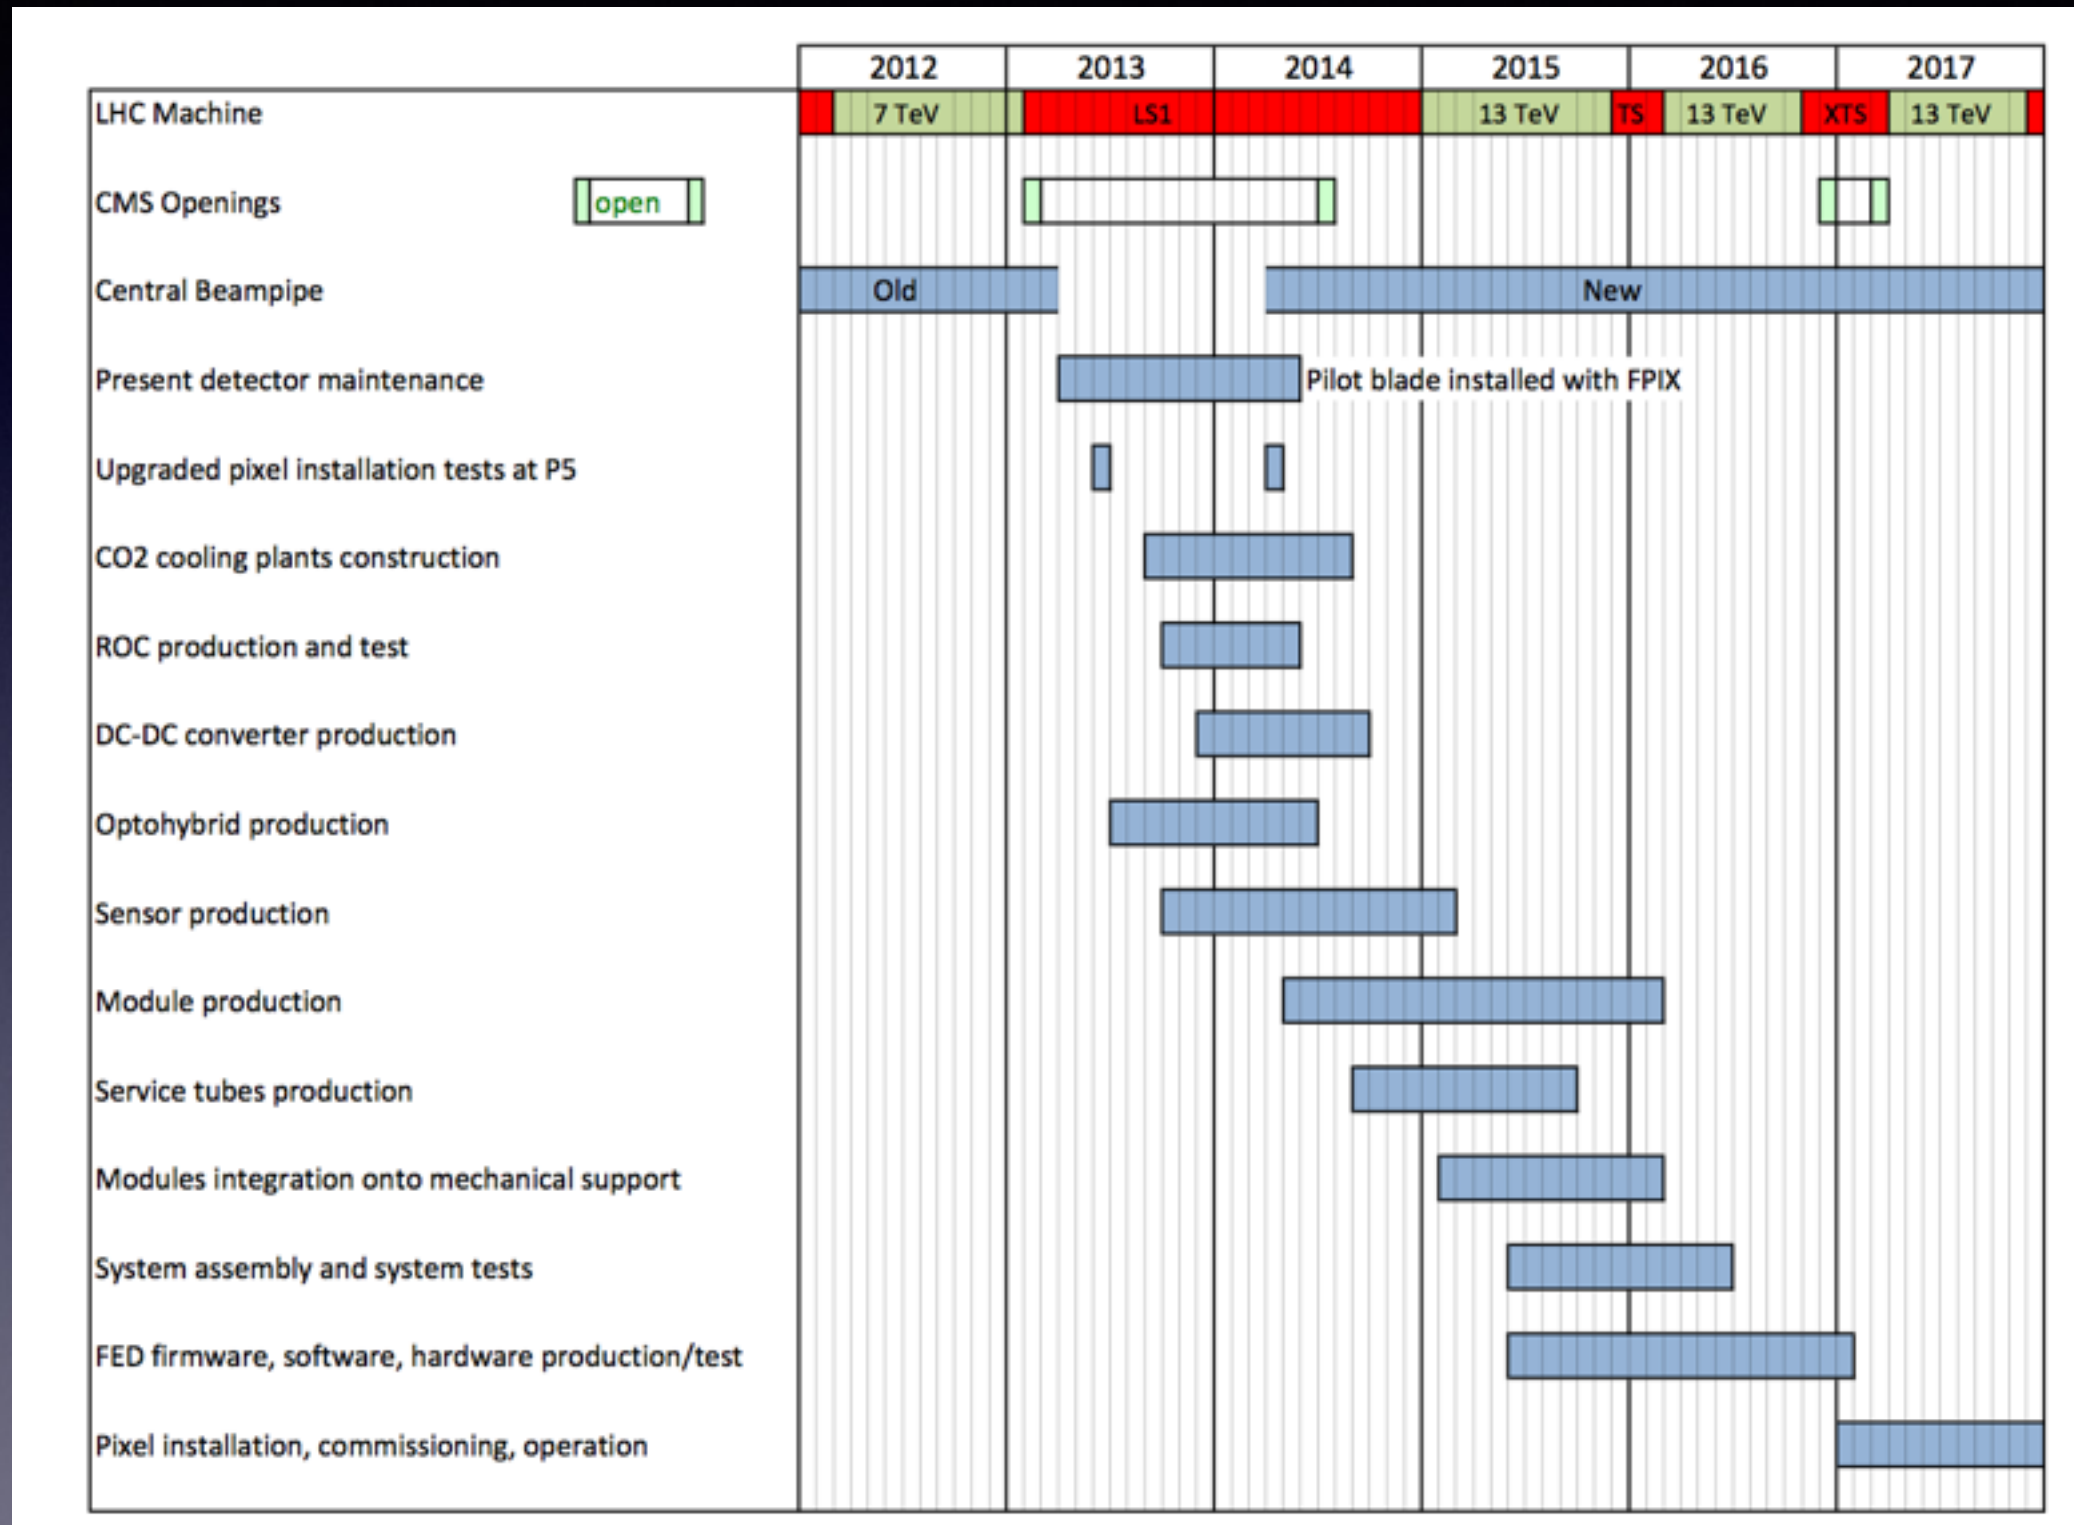 2012 2013 2014 2015 2016 2017
LHC Machine 7 TeV LS1 13 TeV TS 13 TeV XTS 13 TeV
CMS Openings open
Central Beampipe Old New
Present detector maintenance Pilot blade installed with FPIX
Upgraded pixel installation tests at P5
CO2 cooling plants construction
ROC production and test
DC-DC converter production
Optohybrid production
Sensor production
Module production
Service tubes production
Modules integration onto mechanical support
System assembly and system tests
FED firmware, software, hardware production/test
Pixel installation, commissioning, operation